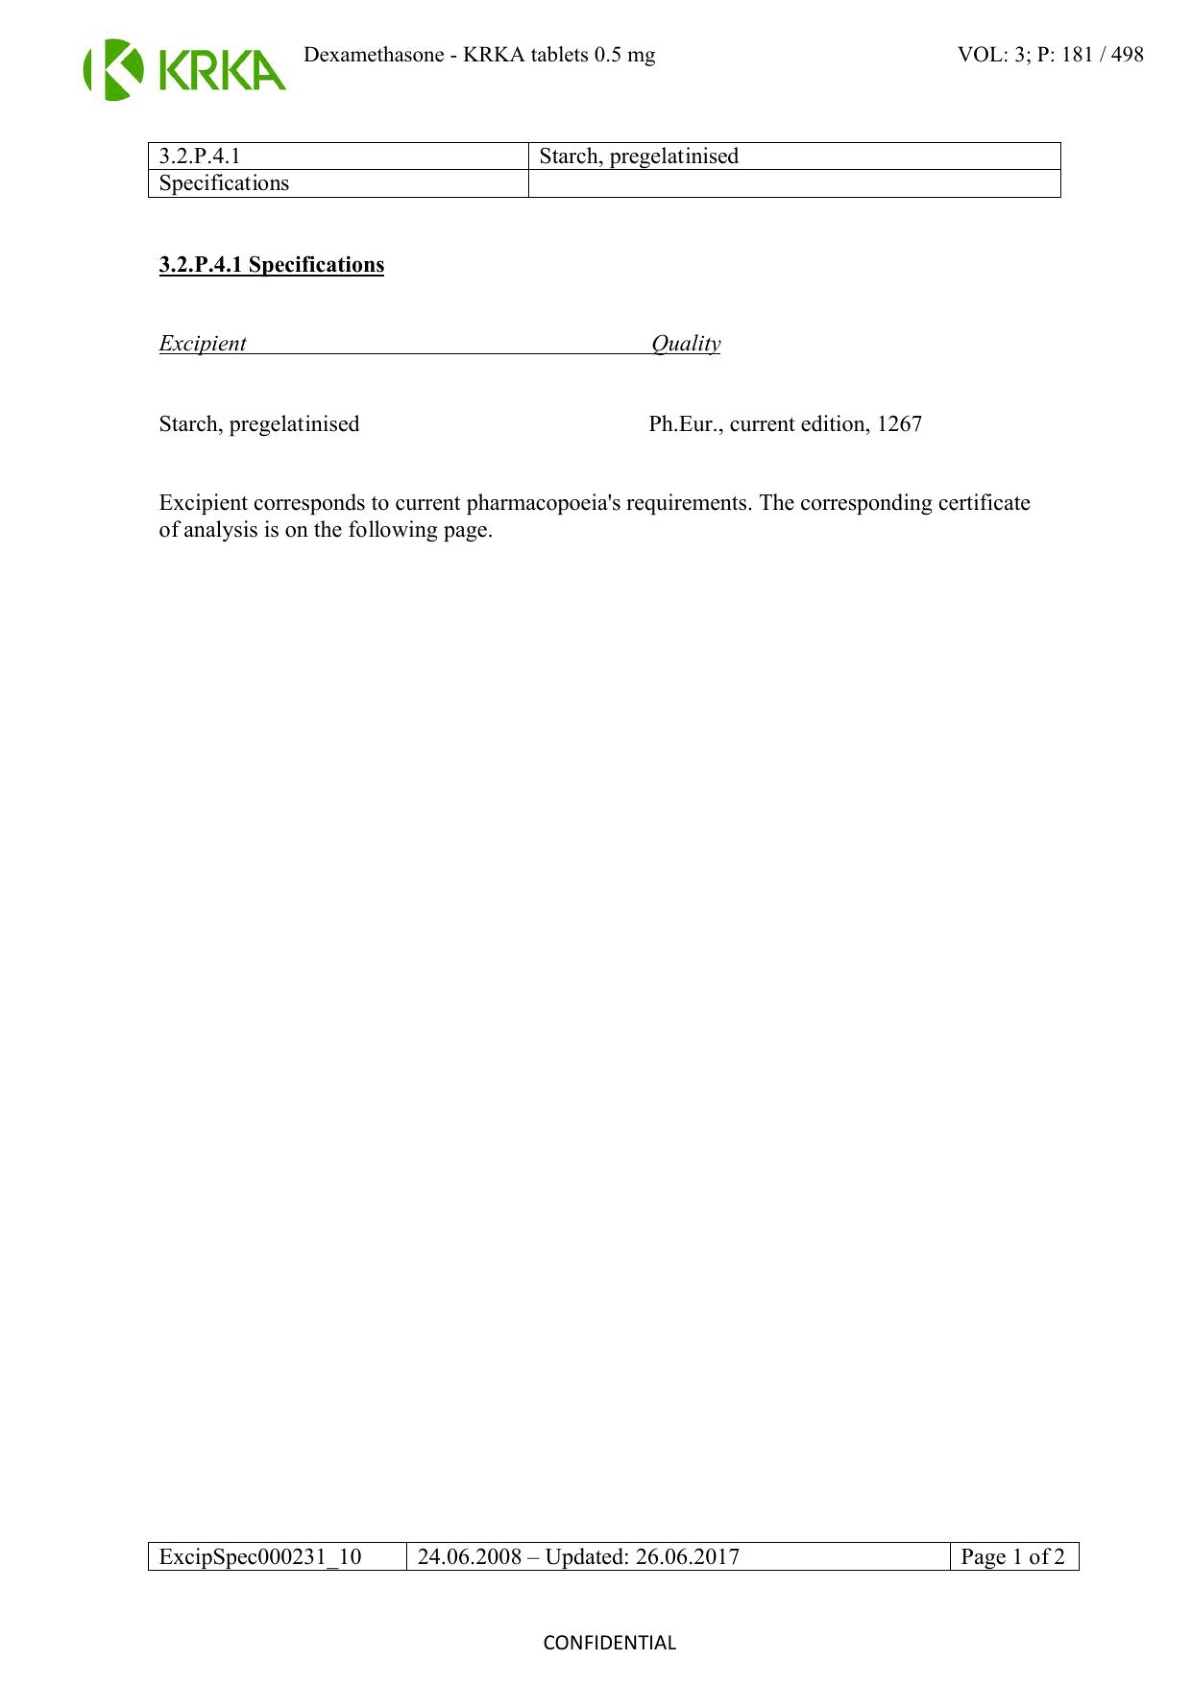 KRKA Dexamethasone - KRKA tablets 0.5 mg VOL: 3; P: 181 / 498
3.2.P.4.1 Starch, pregelatinised
Specifications
3.2.P.4.1 Specifications
Excipient Quality
Starch, pregelatinised Ph.Eur., current edition, 1267
Excipient corresponds to current pharmacopoeia's requirements. The corresponding certificate
of analysis is on the following page.
ExcipSpec000231_10 24.06.2008 – Updated: 26.06.2017 Page 1 of 2
CONFIDENTIAL